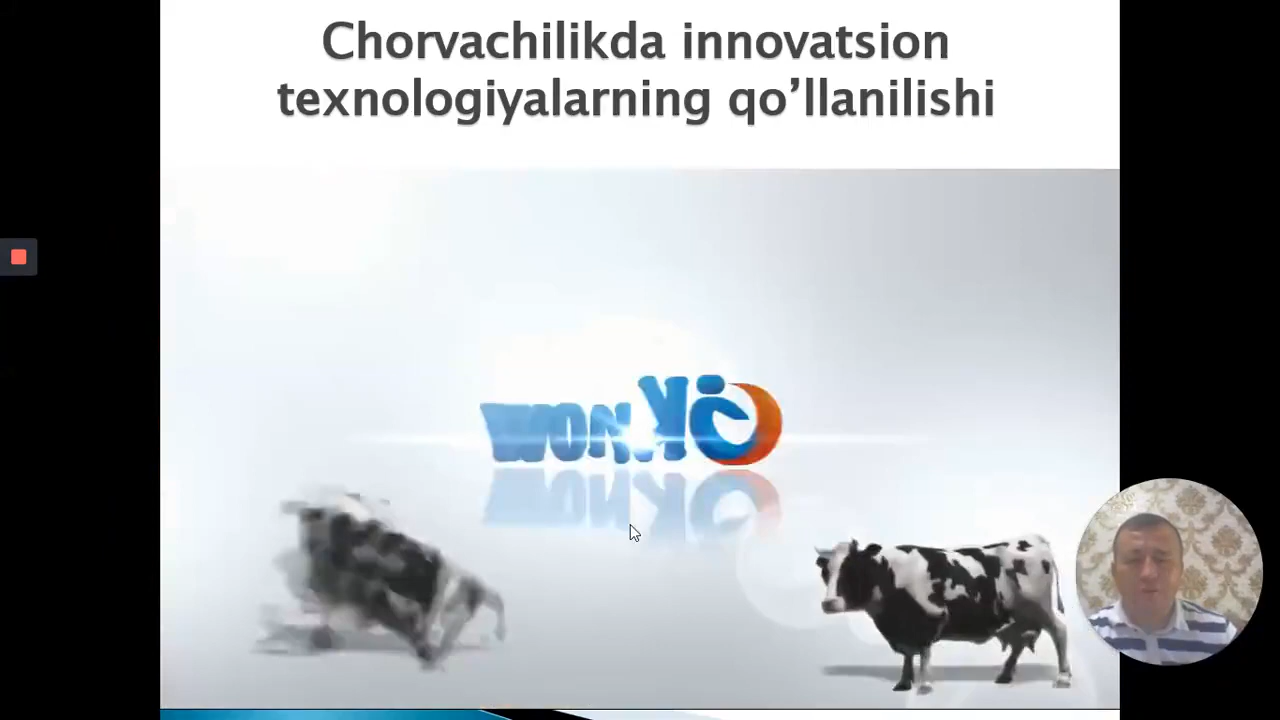 Chorvachilikda innovatsion
texnologiyalarning qo’llanilishi